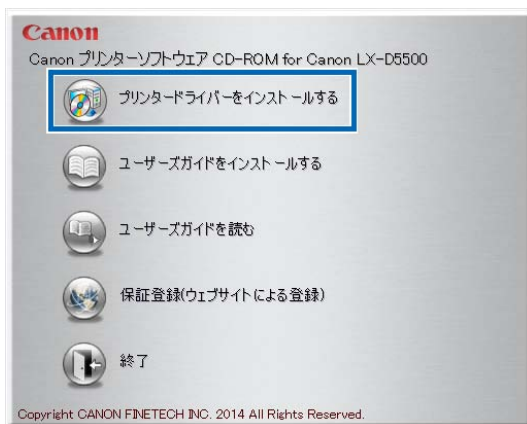 Canon
Canon プリンターソフトウェア CD-ROM for Canon LX-D5500
プリンタードライバーをインストールする
ユーザーズガイドをインストールする
ユーザーズガイドを読む
保証登録(ウェブサイトによる登録)
終了
Copyright CANON FINETECH INC. 2014 All Rights Reserved.